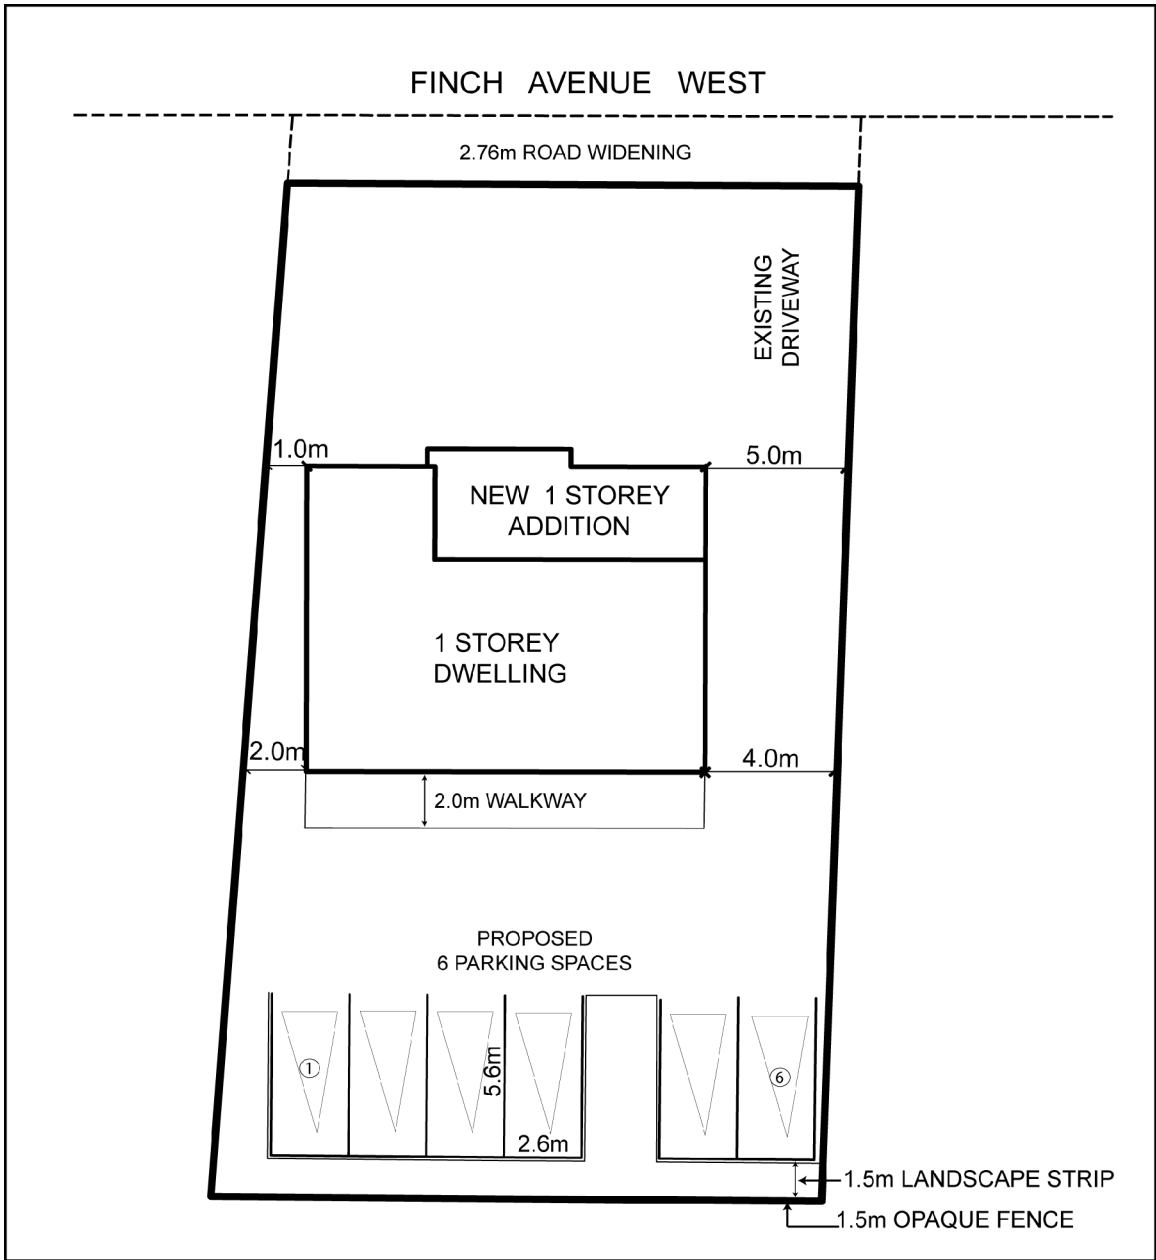 FINCH AVENUE WEST
2.76m ROAD WIDENING
EXISTING
DRIVEWAY
1.0m
5.0m
NEW 1 STOREY
ADDITION
1 STOREY
DWELLING
2.0m
4.0m
2.0m WALKWAY
PROPOSED
6 PARKING SPACES
1
5.6m
6
2.6m
1.5m LANDSCAPE STRIP
1.5m OPAQUE FENCE